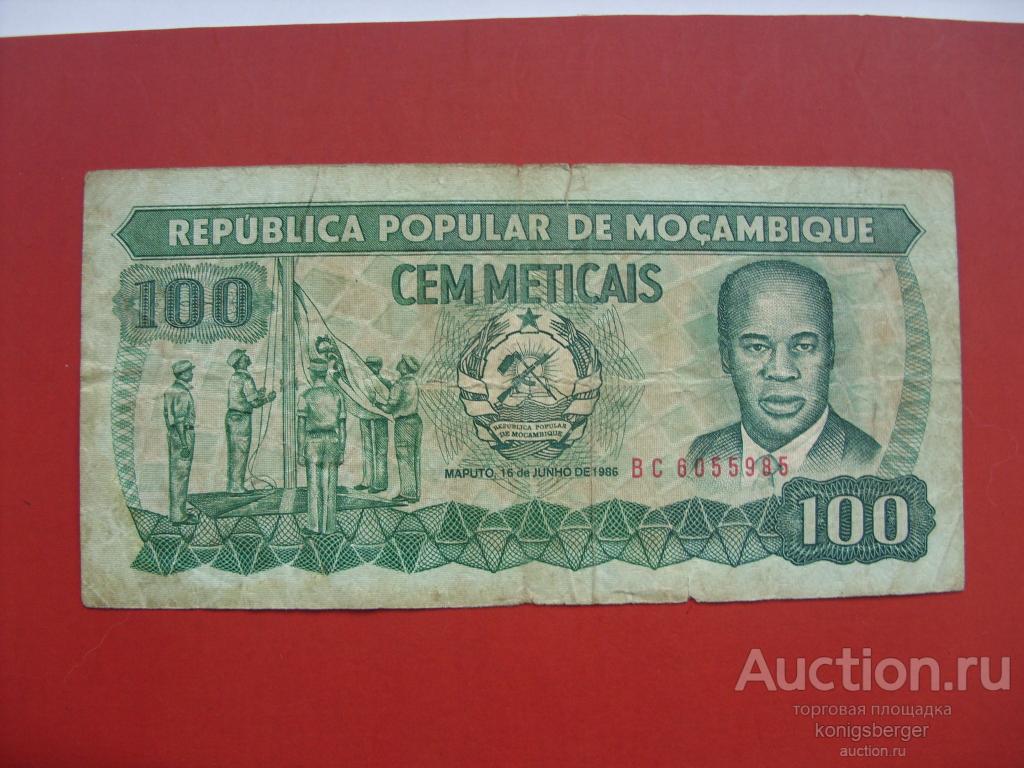 REPÚBLICA POPULAR DE MOÇAMBIQUE
100
CEM METICAIS
REPUBLICA POPULAR
DE MOCAMBIQUE
MAPUTO, 16 de JUNHO DE 1986
BC 6055985
100
Auction.ru
торговая площадка
konigsberger
auction.ru